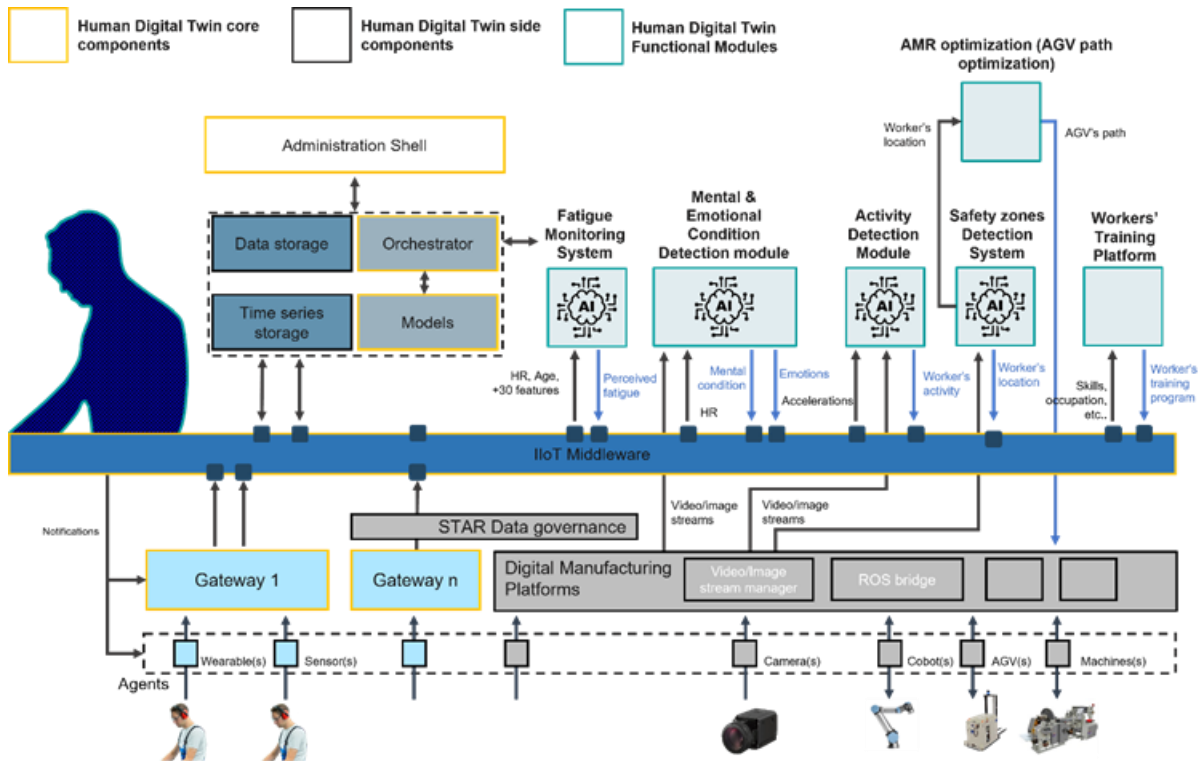 Human Digital Twin core
components
Human Digital Twin side
components
Human Digital Twin
Functional Modules
AMR optimization (AGV path
optimization)
Worker's
location
AGV's path
Administration Shell
Data storage
Orchestrator
Time series
storage
Models
Fatigue
Monitoring
System
Mental &
Emotional
Condition
Detection module
Activity
Detection
Module
Safety zones
Detection
System
Workers'
Training
Platform
AI
AI
AI
AI
HR, Age,
+30 features
Perceived
fatigue
HR
Mental
condition
Emotions
Accelerations
Worker's
activity
Worker's
location
Skills,
occupation,
etc..
Worker's
training
program
IIoT Middleware
Notifications
Video/image
streams
Video/image
streams
STAR Data governance
Gateway 1
Gateway n
Digital Manufacturing
Platforms
Video/Image
stream manager
ROS bridge
Wearable(s)
Sensor(s)
Camera(s)
Cobot(s)
AGV(s)
Machines(s)
Agents